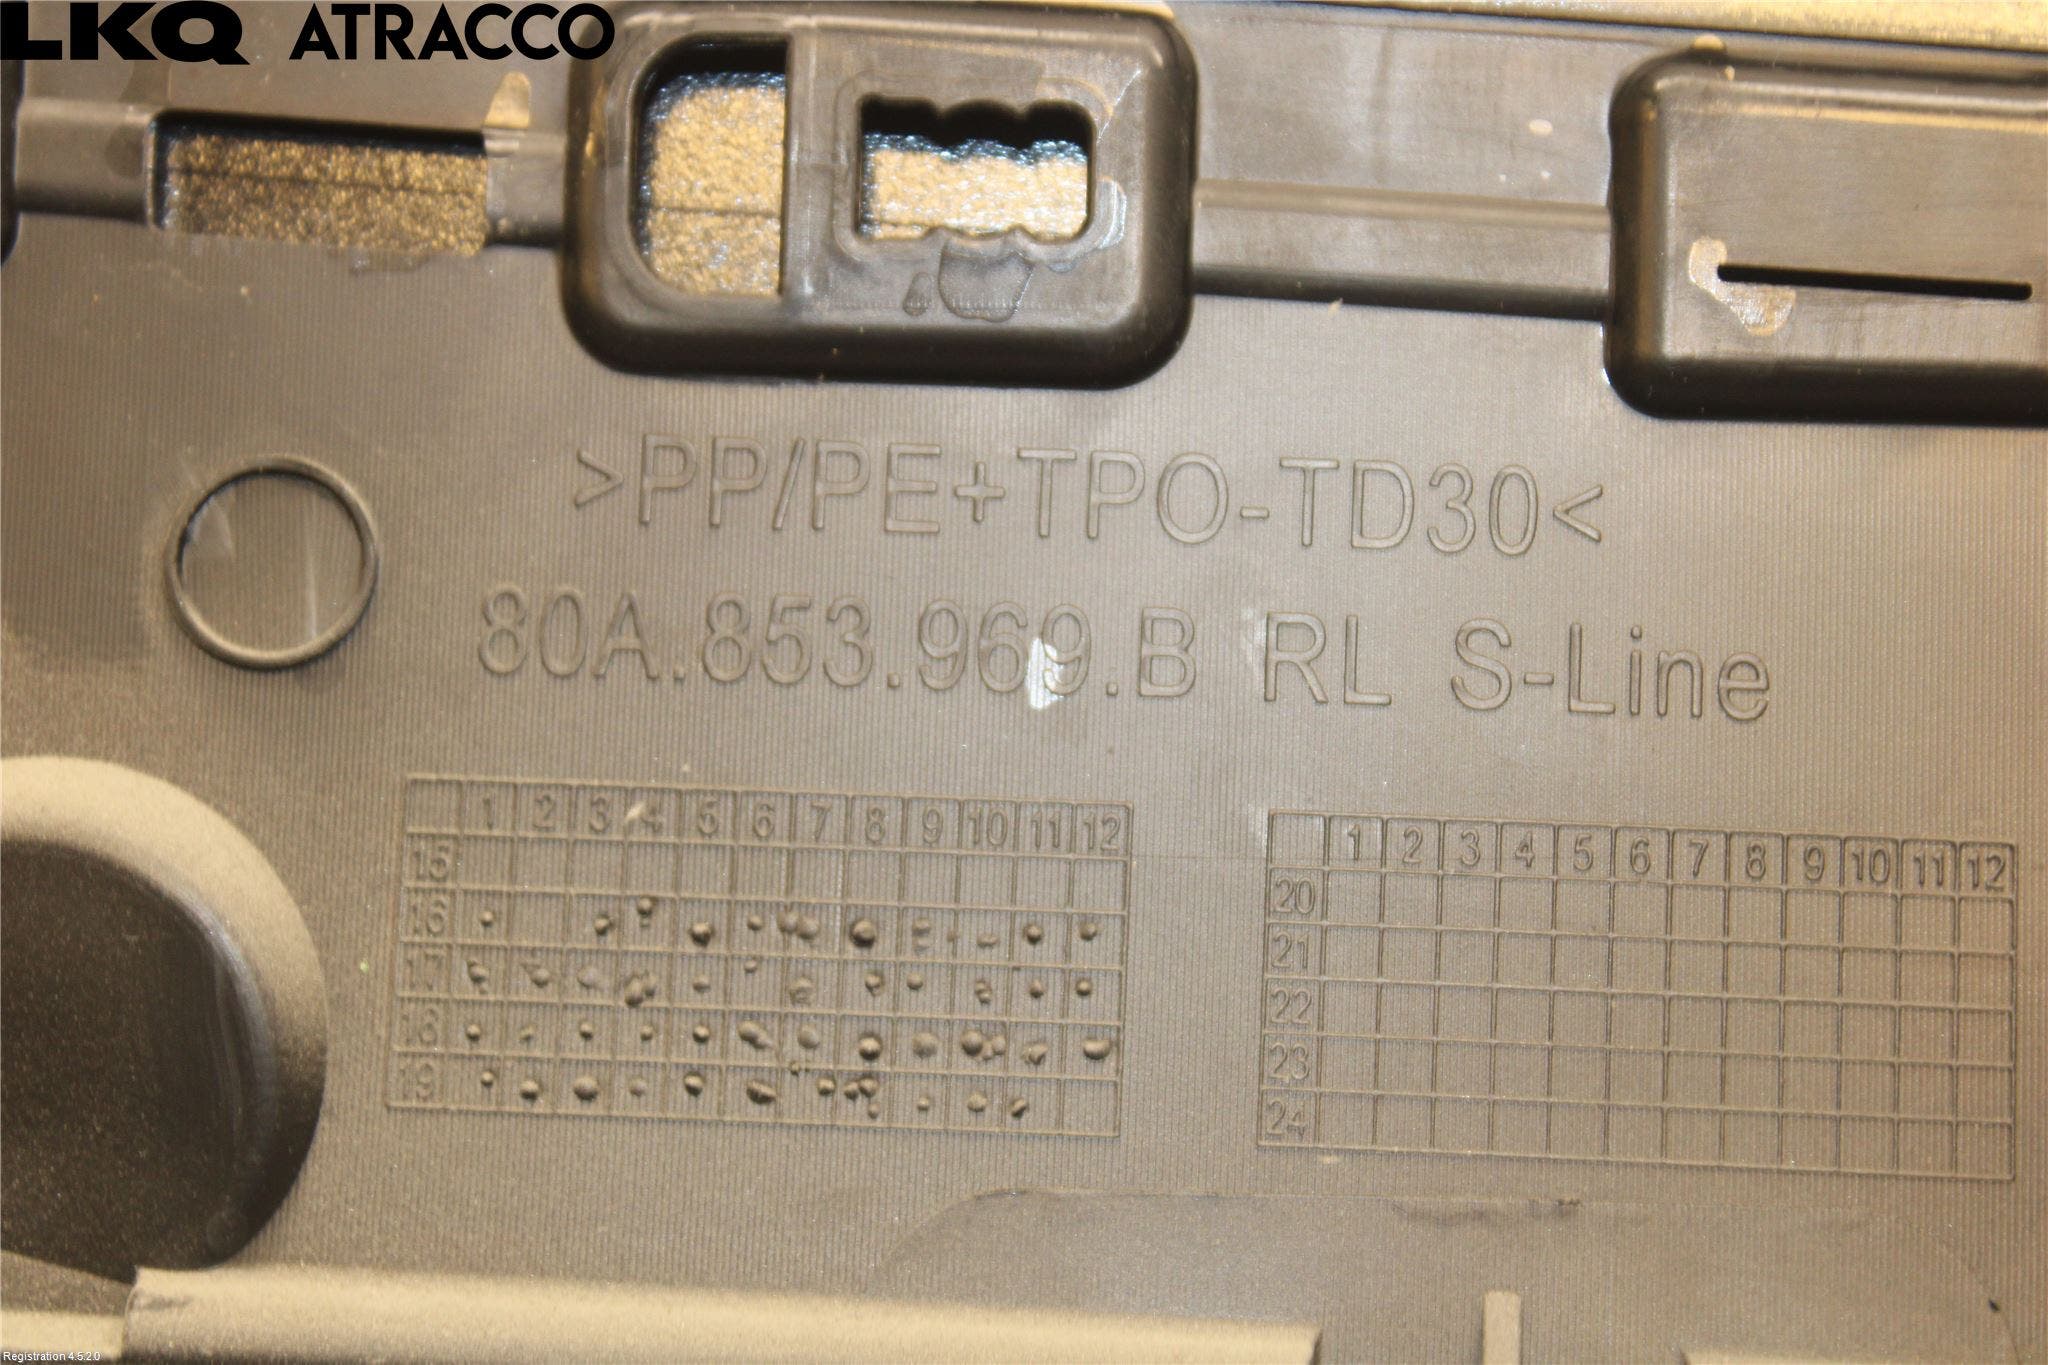 LKQ ATRACCO
>PP/PE+TPO-TD30<
80A.853.969.B RL S-Line
1 2 3 4 5 6 7 8 9 10 11 12
15
16
17
18
19
1 2 3 4 5 6 7 8 9 10 11 12
20
21
22
23
24
Registration 4.5.2.0